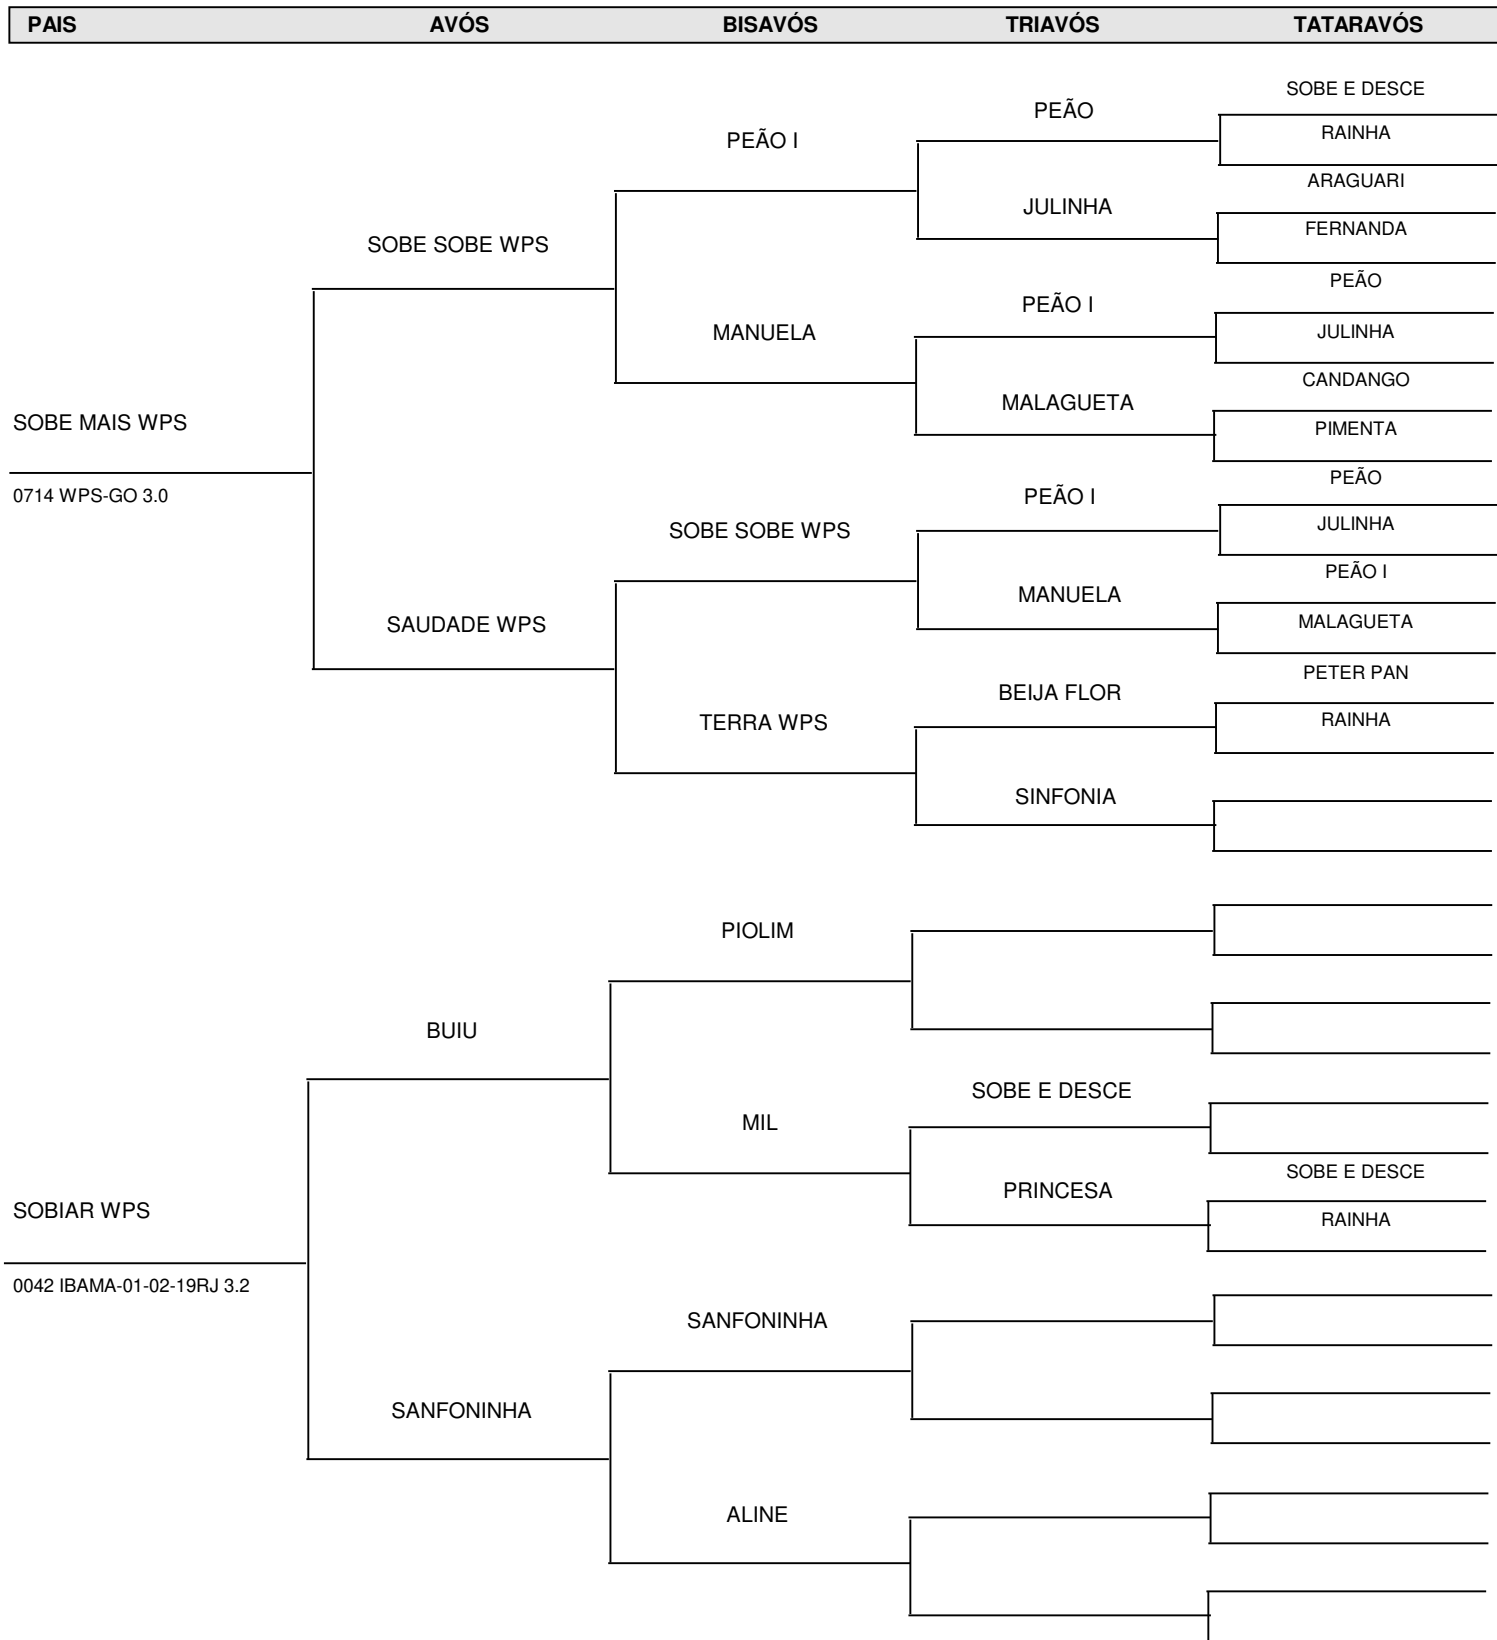 PAIS AVÓS BISAVÓS TRIAVÓS TATARAVÓS
SOBE E DESCE
PEÃO
RAINHA
PEÃO I
ARAGUARI
JULINHA
FERNANDA
SOBE SOBE WPS
PEÃO
PEÃO I
JULINHA
MANUELA
CANDANGO
MALAGUETA
SOBE MAIS WPS
PIMENTA
PEÃO
0714 WPS-GO 3.0
PEÃO I
JULINHA
SOBE SOBE WPS
PEÃO I
MANUELA
MALAGUETA
SAUDADE WPS
PETER PAN
BEIJA FLOR
RAINHA
TERRA WPS
SINFONIA
PIOLIM
BUIU
SOBE E DESCE
MIL
SOBE E DESCE
PRINCESA
SOBIAR WPS
RAINHA
0042 IBAMA-01-02-19RJ 3.2
SANFONINHA
SANFONINHA
ALINE